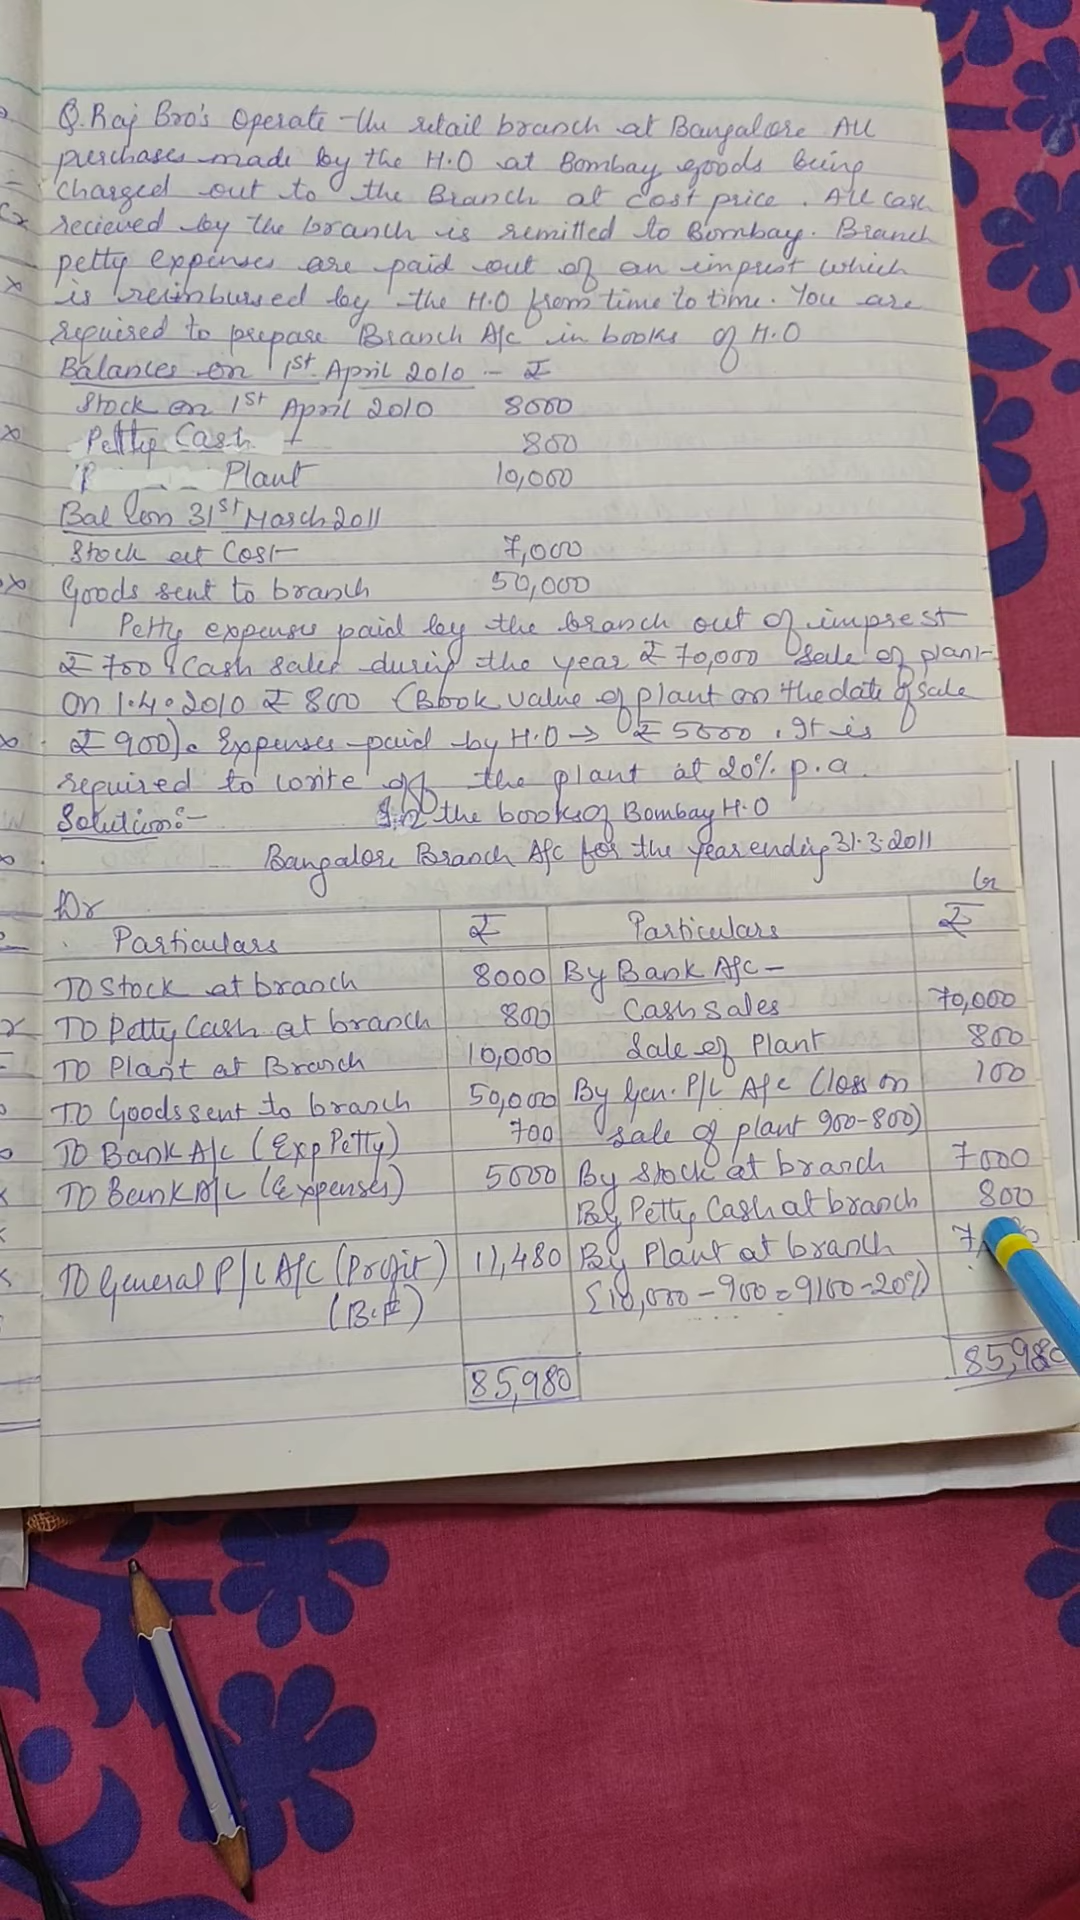 Q. Raj Bro's operate the retail branch at Bangalore All
purchases made by the H.O at Bombay goods being
charged out to the Branch at cost price. All cash
recieved by the branch is remitted to Bombay. Branch
petty expenses are paid out of an imprest which
is reimbursed by the H.O from time to time. You are
required to prepare Branch A/c in books of H.O
Balances on 1st April 2010 - ₹
Stock on 1st April 2010 8000
Petty Cash 800
Plant 10,000
Bal on 31st March 2011
Stock at Cost 7,000
Goods sent to branch 50,000
Petty expenses paid by the branch out of imprest
₹ 700 Cash sales during the year ₹ 70,000 Sale of plant
on 1.4.2010 ₹ 800 (Book value of plant on the date of sale
₹ 900). Expenses paid by H.O → ₹ 5000. It is
required to write off the plant at 20% p.a.
Solution:- In the books of Bombay H.O
Bangalore Branch A/c for the year ending 31.3.2011
Dr Cr
Particulars ₹ Particulars ₹
To Stock at branch 8000 By Bank A/c -
To Petty Cash at branch 800 Cash sales 70,000
To Plant at Branch 10,000 Sale of Plant 800
To Goods sent to branch 50,000 By Gen. P/L A/c (loss on 100
To Bank A/c (Exp Petty) 700 sale of plant 900-800)
To Bank A/c (Expenses) 5000 By Stock at branch 7000
By Petty Cash at branch 800
To General P/L A/c (Profit) 11,480 By Plant at branch
(B.F) {10,000 - 900 = 9100 - 20%)
85,980 85,980